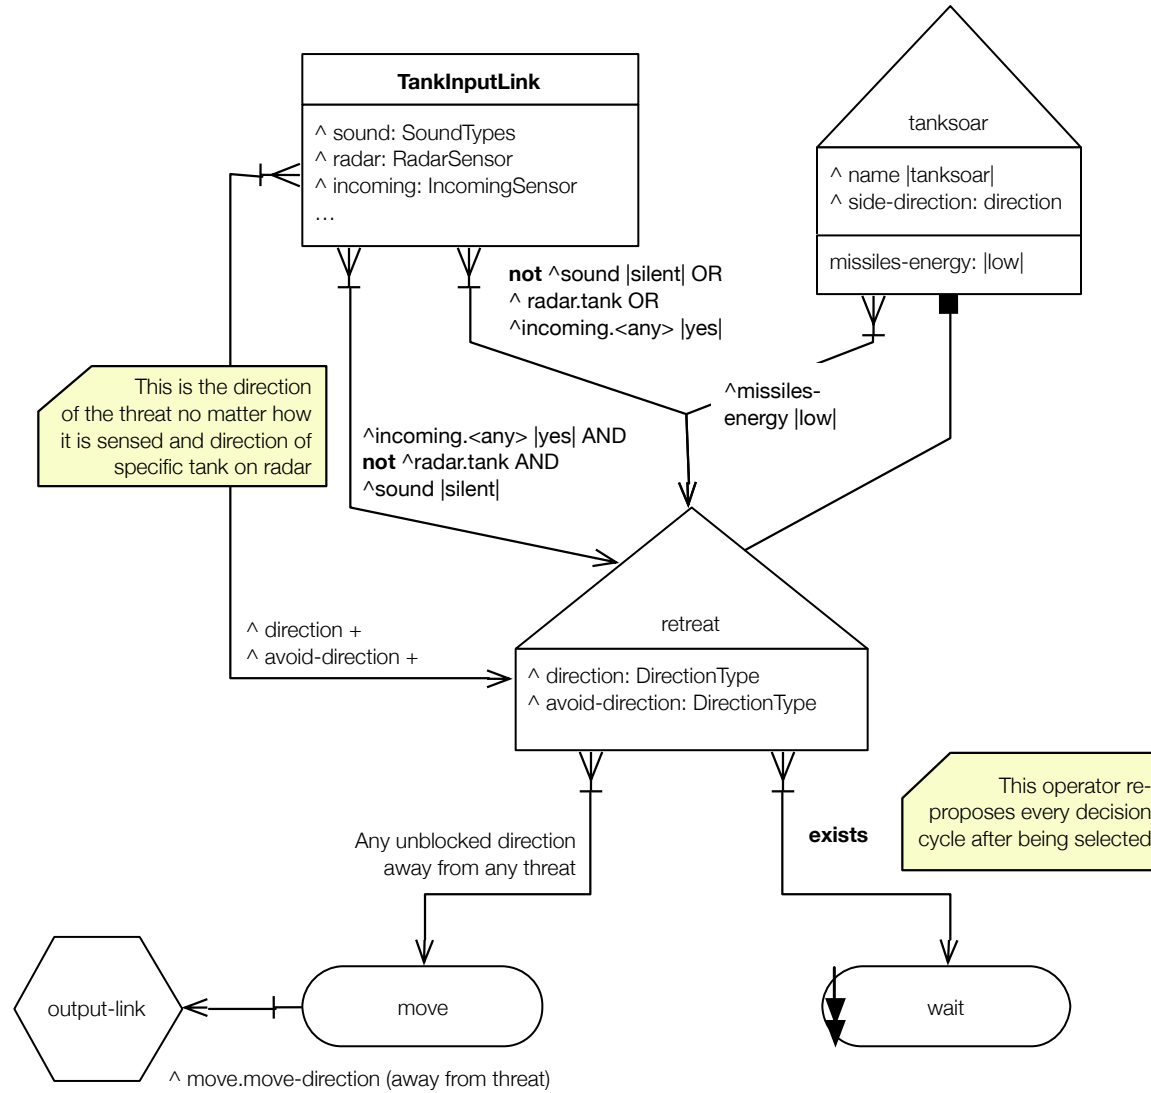 TankInputLink
^ sound: SoundTypes
^ radar: RadarSensor
^ incoming: IncomingSensor
...
tanksoar
^ name |tanksoar|
^ side-direction: direction
missiles-energy: |low|
not ^sound |silent| OR
^ radar.tank OR
^incoming.<any> |yes|
^missiles-
energy |low|
This is the direction
of the threat no matter how
it is sensed and direction of
specific tank on radar
^incoming.<any> |yes| AND
not ^radar.tank AND
^sound |silent|
^ direction +
^ avoid-direction +
retreat
^ direction: DirectionType
^ avoid-direction: DirectionType
Any unblocked direction
away from any threat
exists
This operator re-
proposes every decision
cycle after being selected
output-link
move
wait
^ move.move-direction (away from threat)